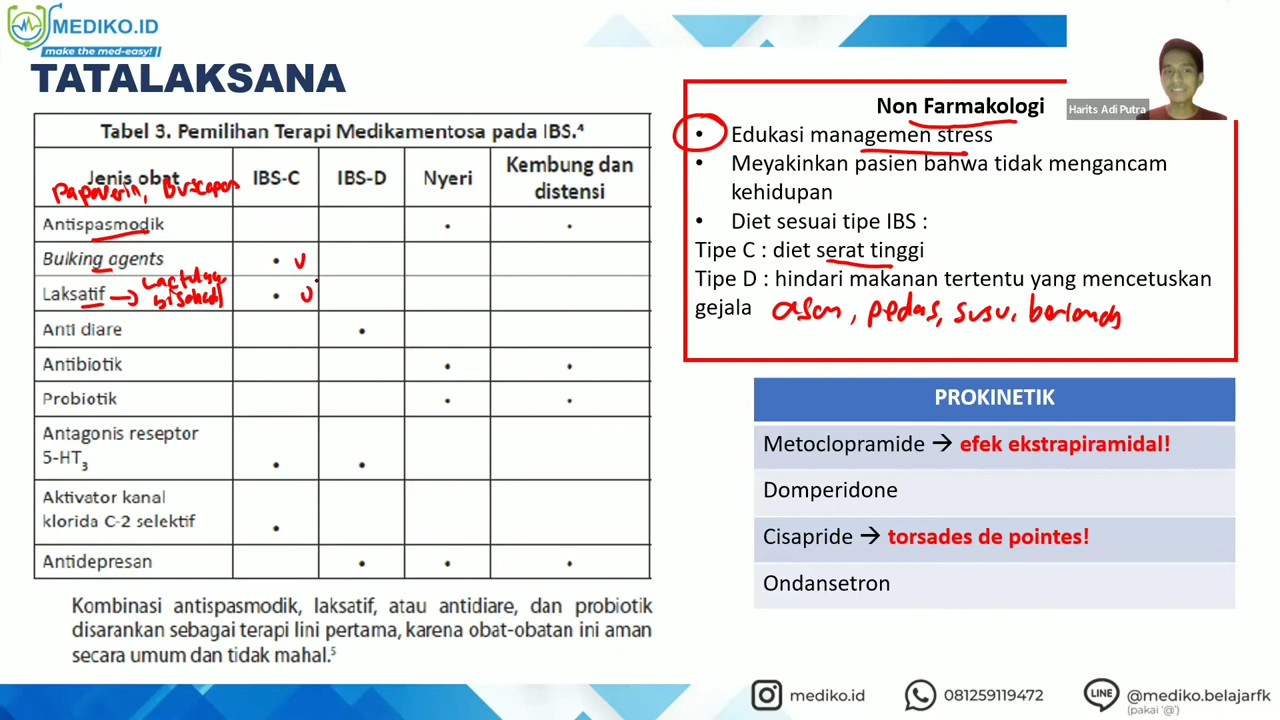 MEDIKO.ID
make the med-easy!
TATALAKSANA
Tabel 3. Pemilihan Terapi Medikamentosa pada IBS.⁴
Jenis obat IBS-C IBS-D Nyeri Kembung dan distensi
Papaverin, Buscopan
Antispasmodik • •
Bulking agents •
Laksatif → •
Anti diare •
Antibiotik • •
Probiotik • •
Antagonis reseptor
5-HT₃ • •
Aktivator kanal
klorida C-2 selektif •
Antidepresan • • •
Kombinasi antispasmodik, laksatif, atau antidiare, dan probiotik
disarankan sebagai terapi lini pertama, karena obat-obatan ini aman
secara umum dan tidak mahal.⁵
Harits Adi Putra
Non Farmakologi
• Edukasi managemen stress
• Meyakinkan pasien bahwa tidak mengancam
kehidupan
• Diet sesuai tipe IBS :
Tipe C : diet serat tinggi
Tipe D : hindari makanan tertentu yang mencetuskan
gejala asam, pedas, susu,
PROKINETIK
Metoclopramide → efek ekstrapiramidal!
Domperidone
Cisapride → torsades de pointes!
Ondansetron
mediko.id
081259119472
LINE
@mediko.belajarfk
(pakai '@')